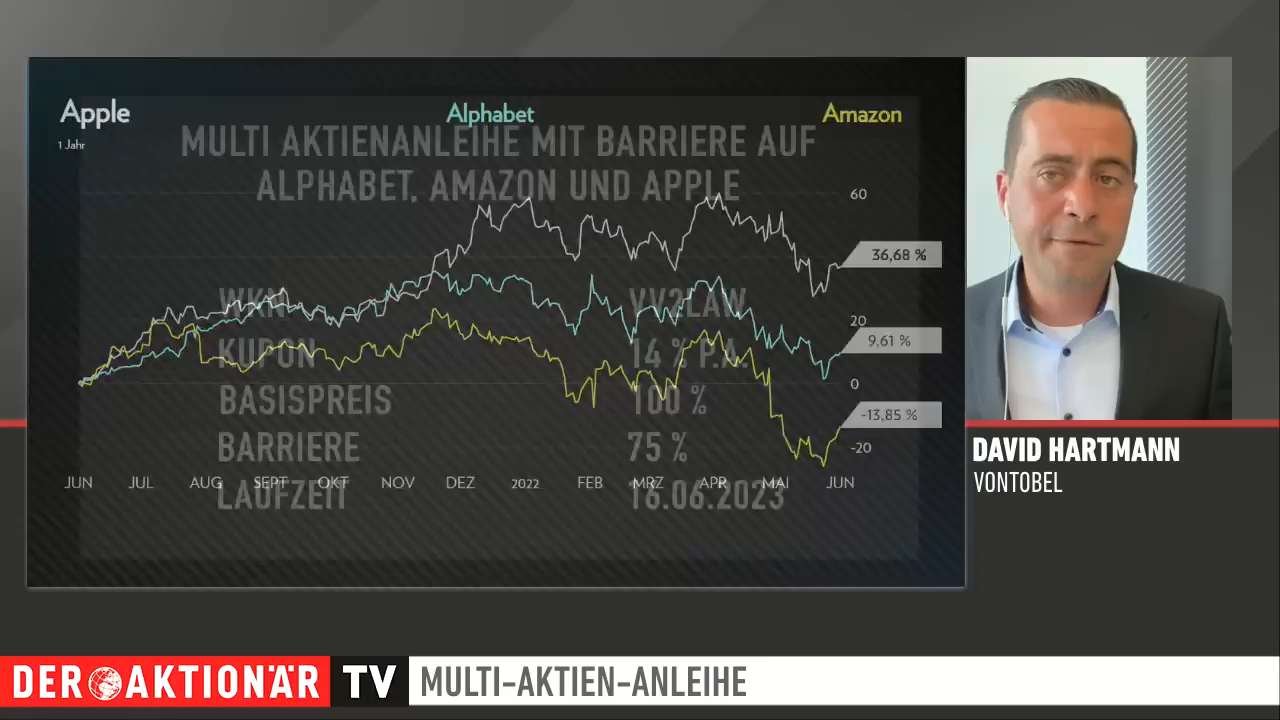 Apple
Alphabet
Amazon
1 Jahr
MULTI AKTIENANLEIHE MIT BARRIERE AUF
ALPHABET, AMAZON UND APPLE
60
36,68 %
WKN
VV2LAW
20
9,61 %
KUPON
14 % P.A.
0
BASISPREIS
100 %
-13,85 %
BARRIERE
75 %
-20
JUN JUL AUG SEPT OKT NOV DEZ 2022 FEB MRZ APR MAI JUN
LAUFZEIT
16.06.2023
DAVID HARTMANN
VONTOBEL
DER AKTIONÄR TV
MULTI-AKTIEN-ANLEIHE